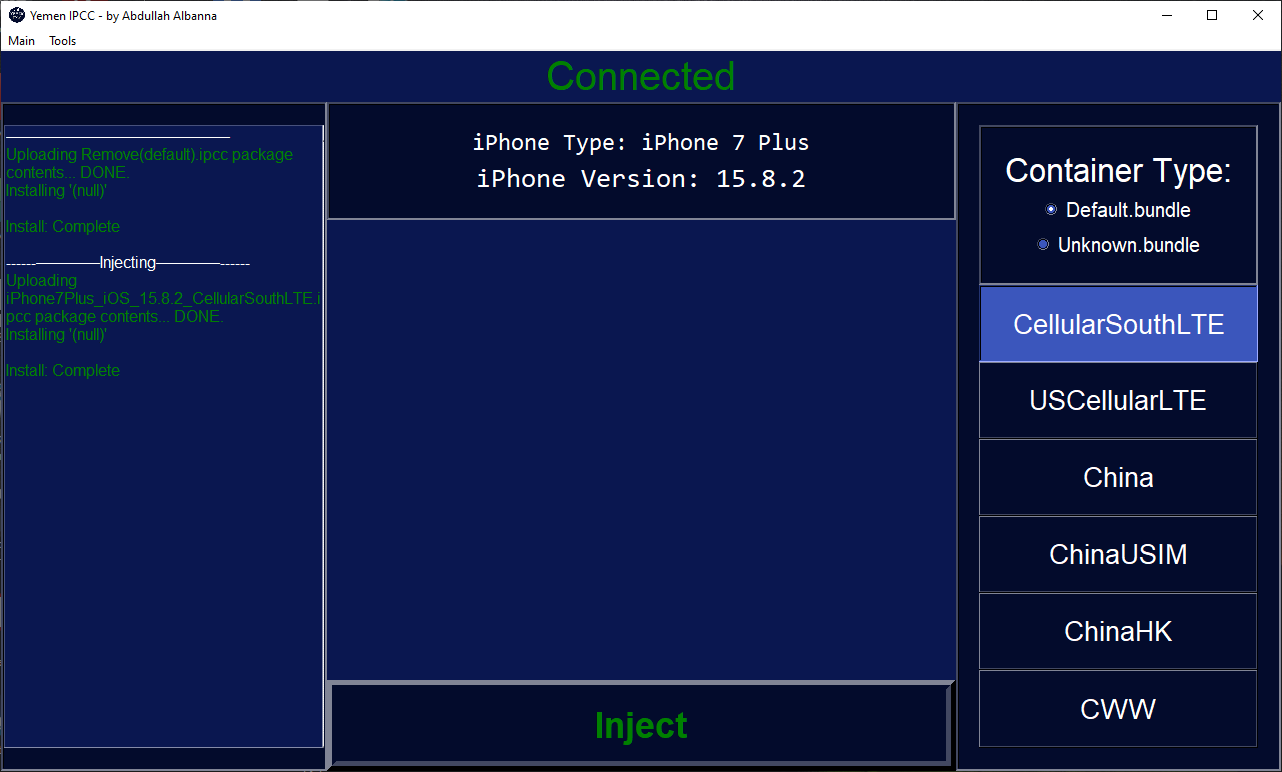 Yemen IPCC - by Abdullah Albanna
Main Tools
Connected
Uploading Remove(default).ipcc package
contents... DONE.
Installing '(null)'
Install: Complete
------————Injecting————------
Uploading
iPhone7Plus_iOS_15.8.2_CellularSouthLTE.i
pcc package contents... DONE.
Installing '(null)'
Install: Complete
iPhone Type: iPhone 7 Plus
iPhone Version: 15.8.2
Inject
Container Type:
Default.bundle
Unknown.bundle
CellularSouthLTE
USCellularLTE
China
ChinaUSIM
ChinaHK
CWW